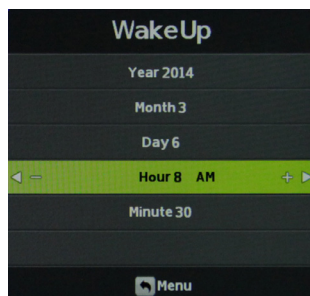 WakeUp
Year 2014
Month 3
Day 6
− Hour 8 AM +
Minute 30
Menu